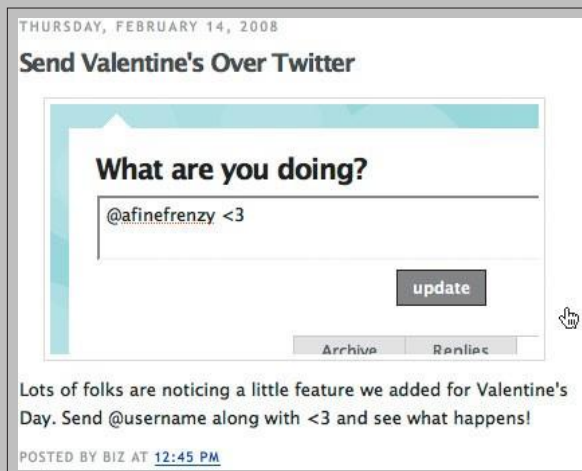 THURSDAY, FEBRUARY 14, 2008
Send Valentine's Over Twitter
What are you doing?
@afinefrenzy <3
update
Archive Replies
Lots of folks are noticing a little feature we added for Valentine's
Day. Send @username along with <3 and see what happens!
POSTED BY BIZ AT 12:45 PM